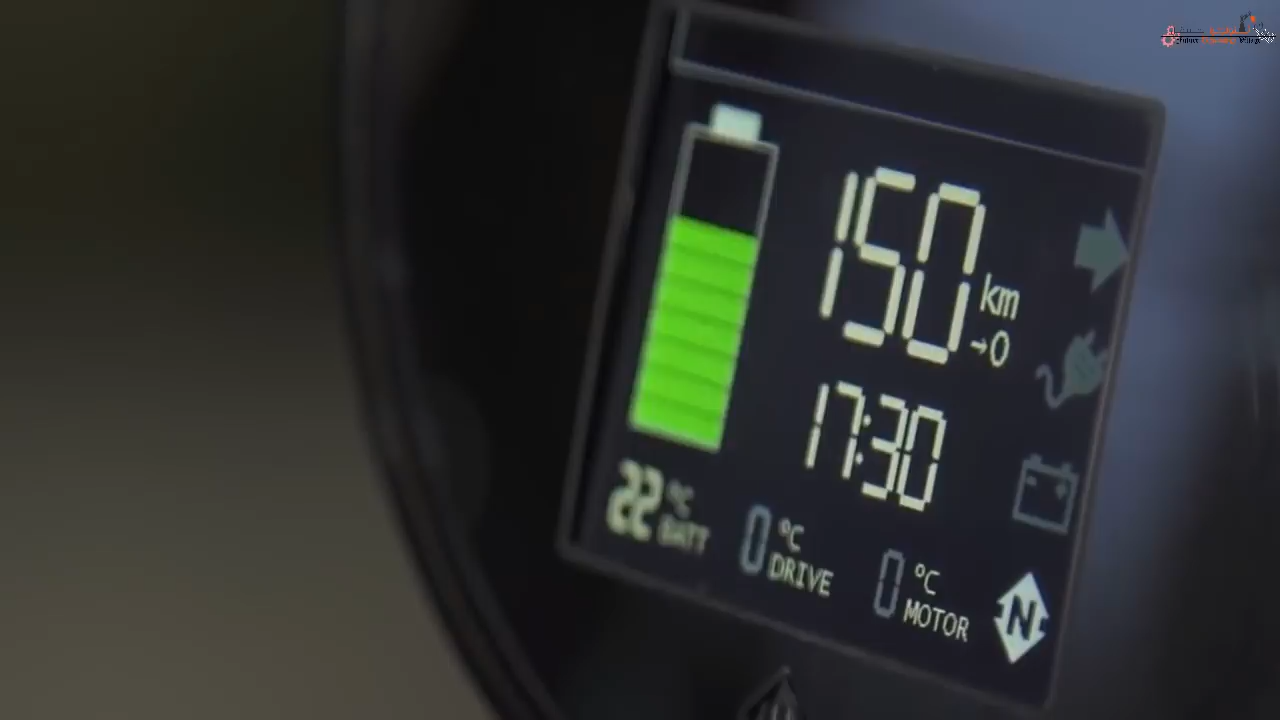 150 km
→0
17:30
22 °C BATT
0 °C DRIVE
0 °C MOTOR
N